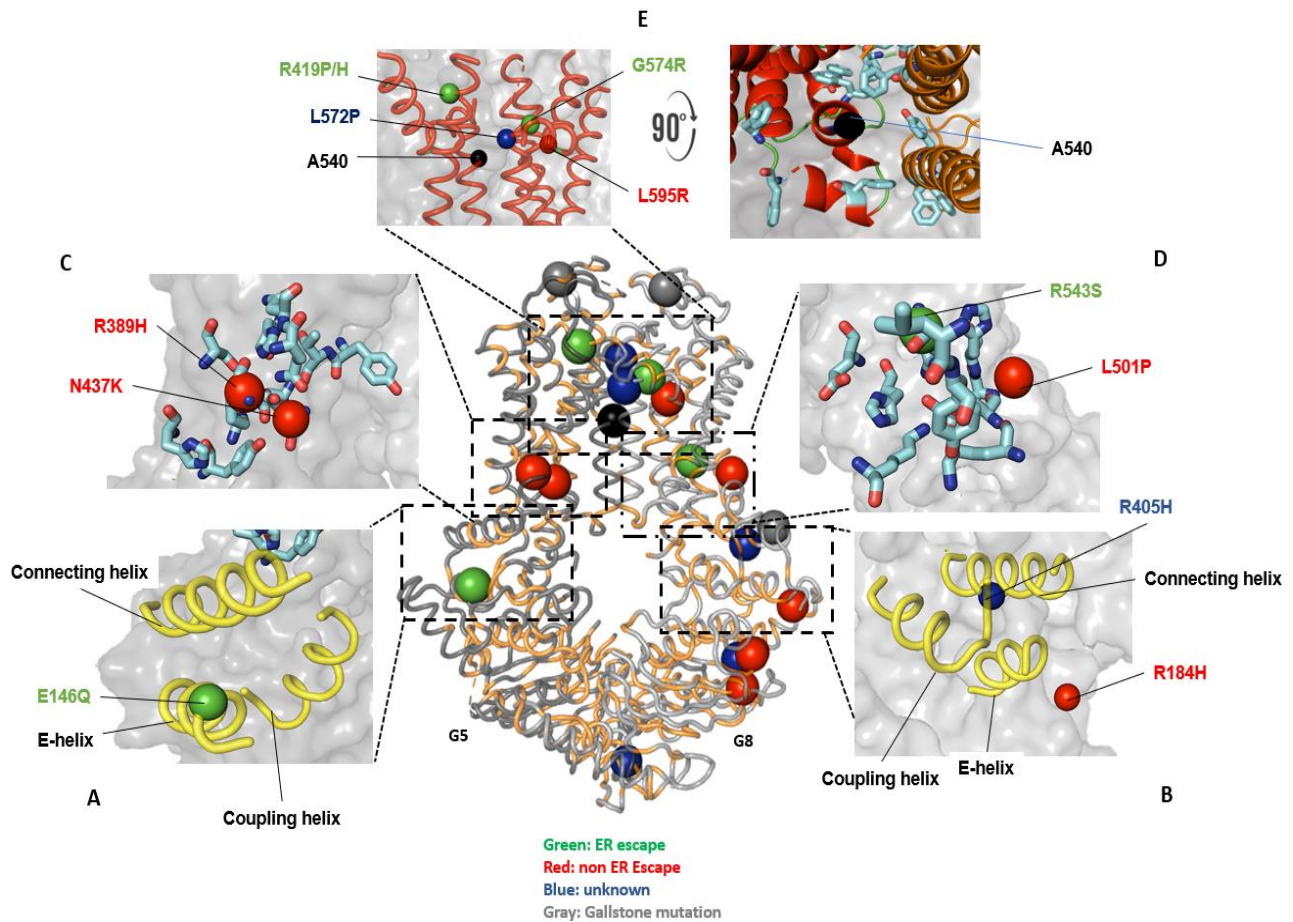 E
R419P/H
L572P
A540
G574R
L595R
90°
A540
C
R389H
N437K
D
R543S
L501P
Connecting helix
E146Q
E-helix
Coupling helix
A
G5
G8
R405H
Connecting helix
R184H
E-helix
Coupling helix
B
Green: ER escape
Red: non ER Escape
Blue: unknown
Gray: Gallstone mutation